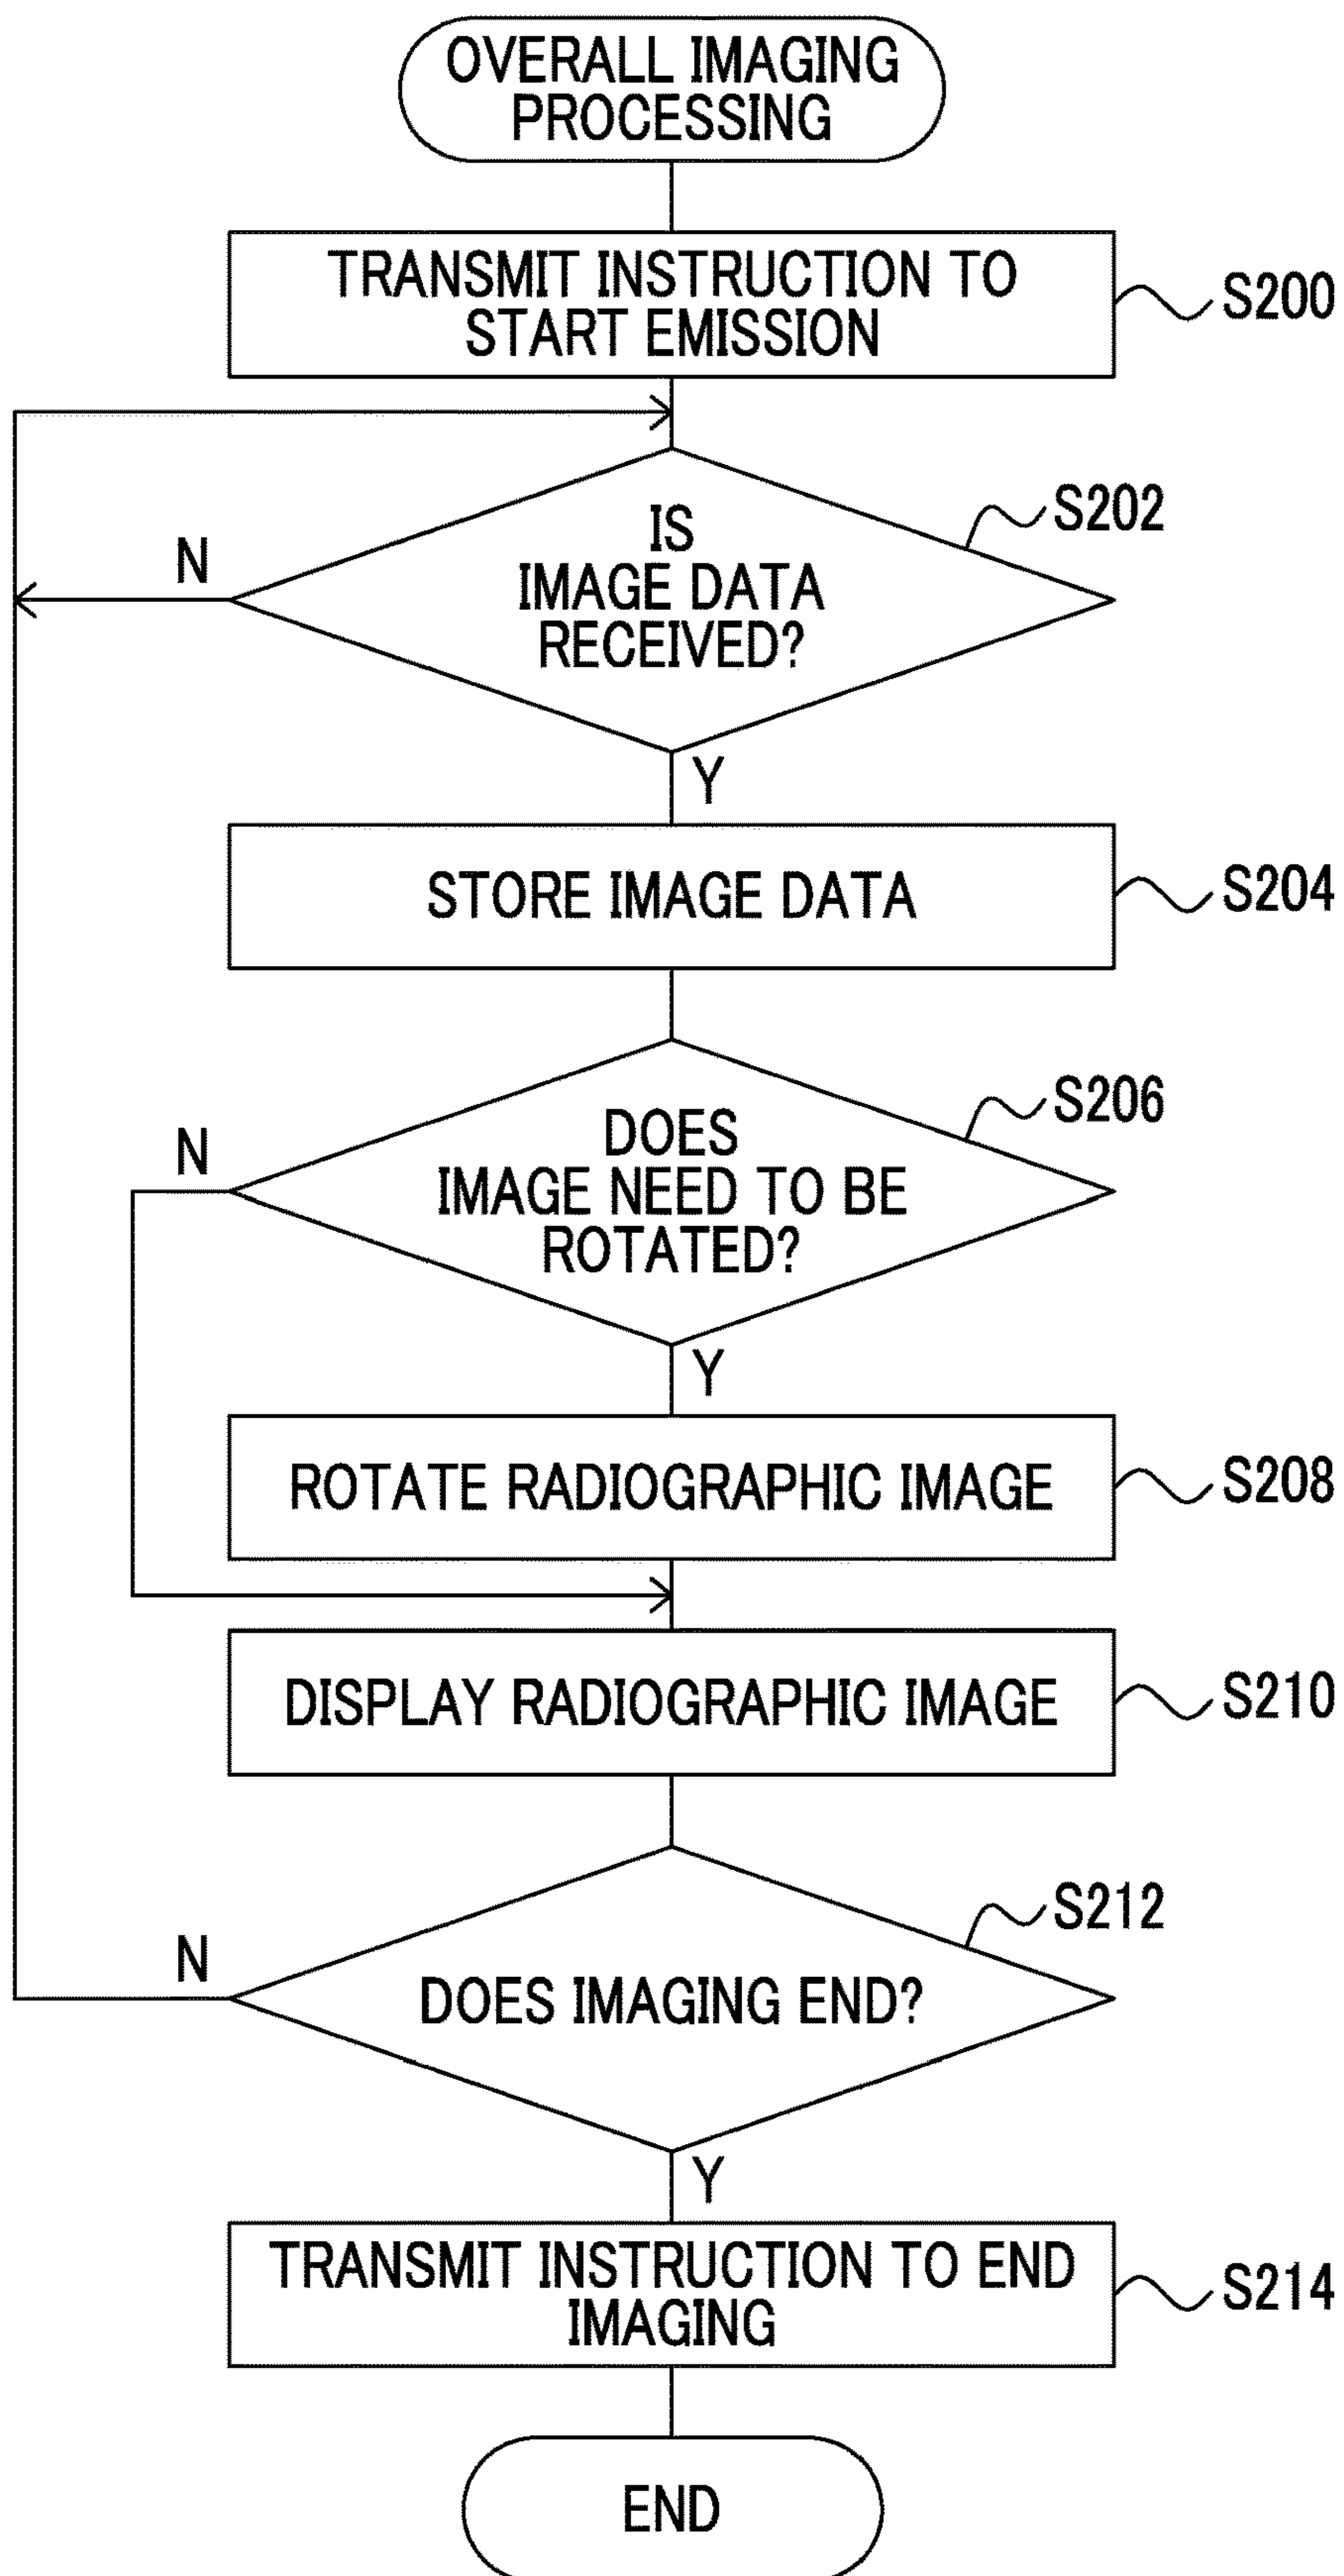 OVERALL IMAGING
PROCESSING
TRANSMIT INSTRUCTION TO
START EMISSION
S200
S202
N
IS
IMAGE DATA
RECEIVED?
Y
STORE IMAGE DATA
S204
S206
N
DOES
IMAGE NEED TO BE
ROTATED?
Y
ROTATE RADIOGRAPHIC IMAGE
S208
DISPLAY RADIOGRAPHIC IMAGE
S210
S212
N
DOES IMAGING END?
Y
TRANSMIT INSTRUCTION TO END
IMAGING
S214
END